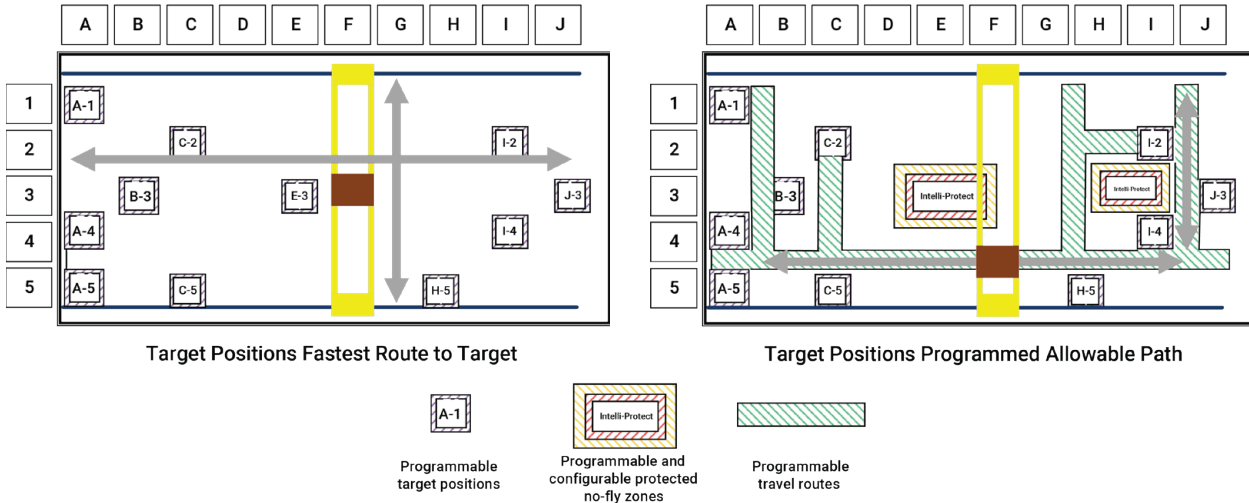 A B C D E F G H I J
A B C D E F G H I J
1
A-1
2
C-2
I-2
3
B-3
E-3
J-3
4
A-4
I-4
5
A-5
C-5
H-5
1
A-1
2
C-2
I-2
3
B-3
Intelli-Protect
Intelli-Protect
J-3
4
A-4
I-4
5
A-5
C-5
H-5
Target Positions Fastest Route to Target
Target Positions Programmed Allowable Path
A-1
Intelli-Protect
Programmable
target positions
Programmable and
configurable protected
no-fly zones
Programmable
travel routes